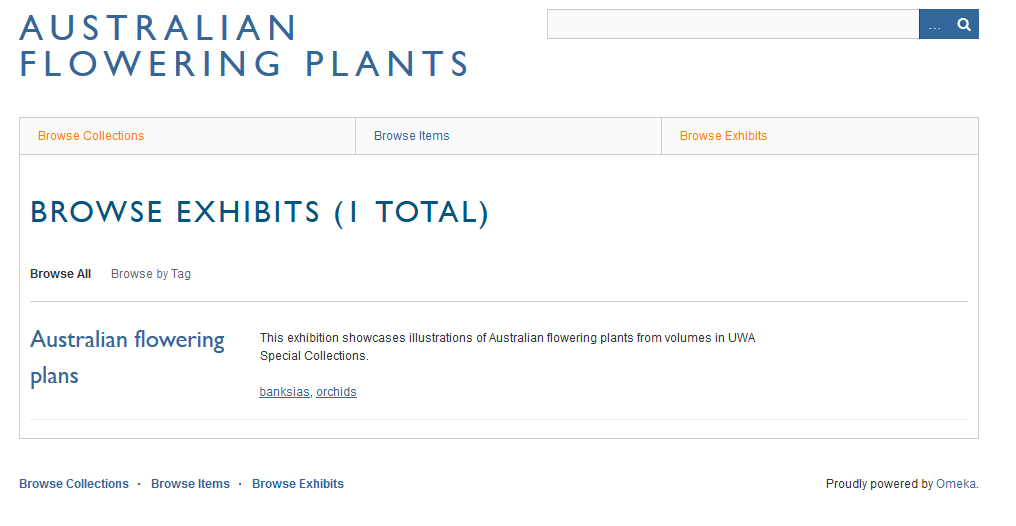 AUSTRALIAN
FLOWERING PLANTS
...
Browse Collections
Browse Items
Browse Exhibits
BROWSE EXHIBITS (1 TOTAL)
Browse All
Browse by Tag
Australian flowering
plans
This exhibition showcases illustrations of Australian flowering plants from volumes in UWA
Special Collections.
banksias, orchids
Browse Collections · Browse Items · Browse Exhibits
Proudly powered by Omeka.